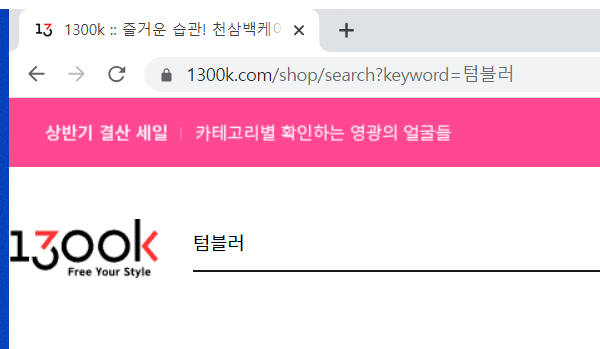 13 1300k :: 즐거운 습관! 천삼백케이
1300k.com/shop/search?keyword=텀블러
상반기 결산 세일 | 카테고리별 확인하는 영광의 얼굴들
1300k
텀블러
Free Your Style